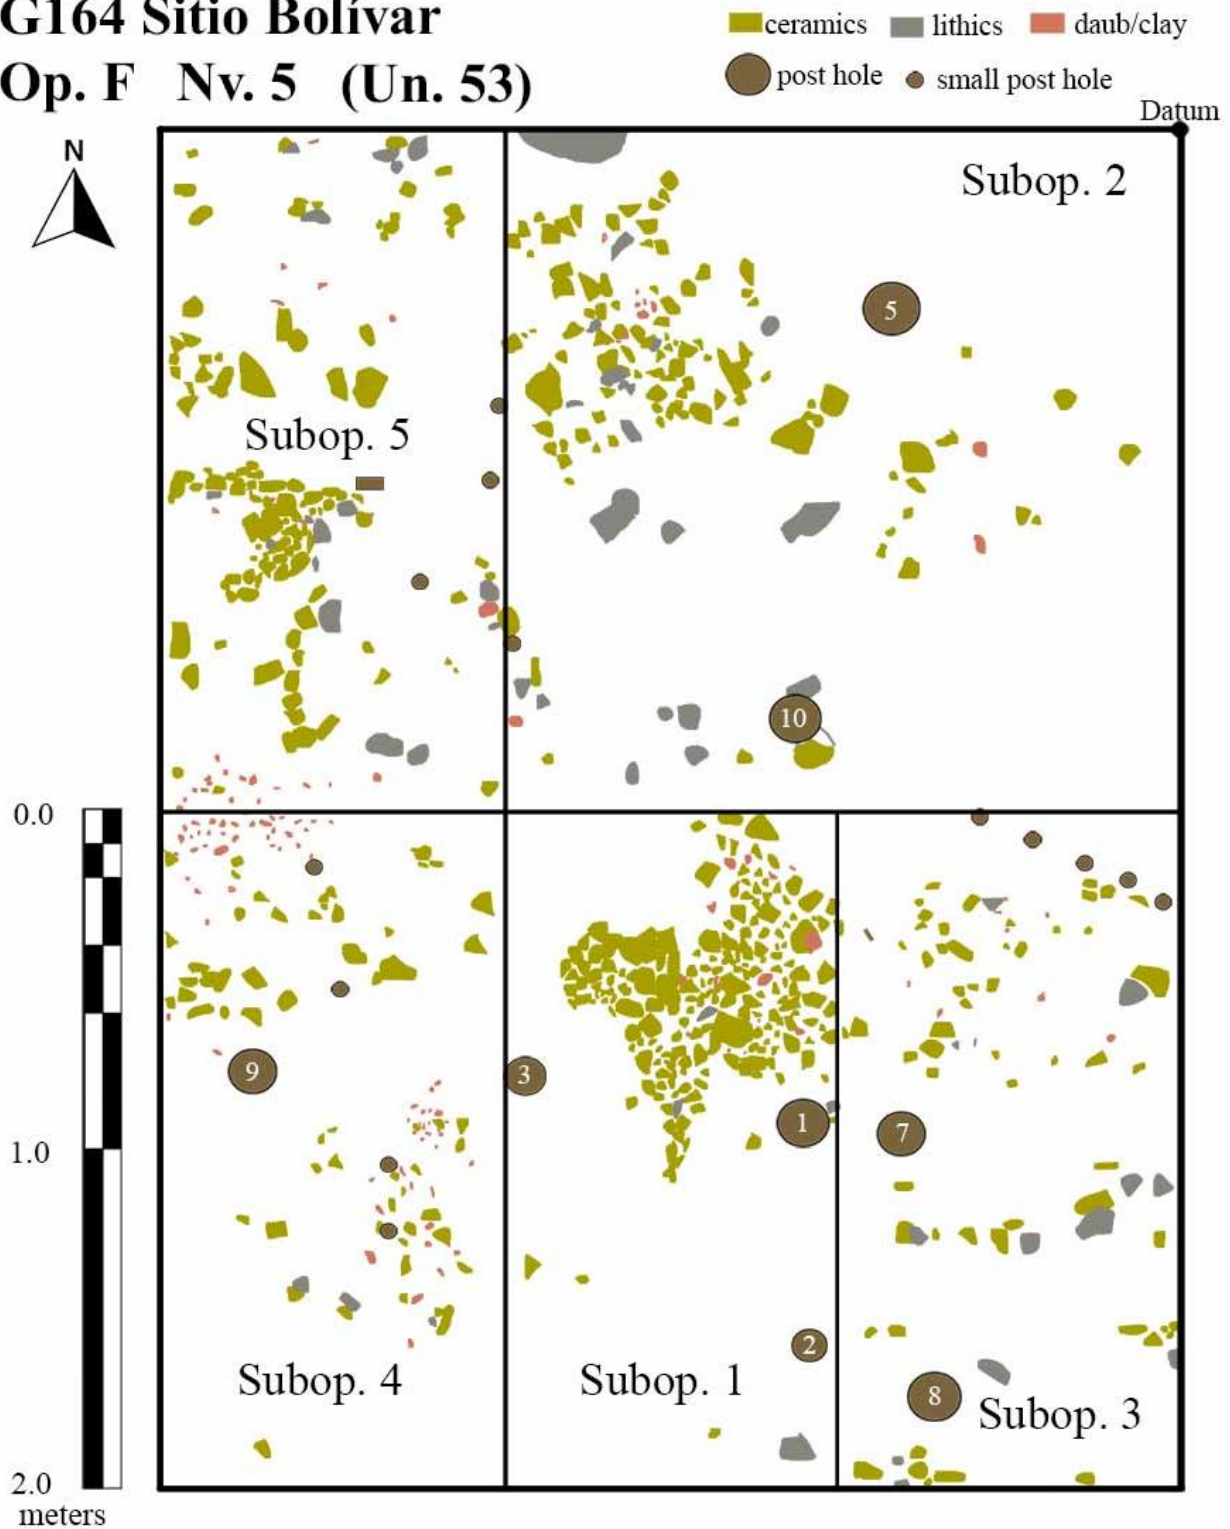 G164 Sitio Bolívar
ceramics
lithics
daub/clay
Op. F Nv. 5 (Un. 53)
post hole
small post hole
Datum
N
Subop. 2
5
Subop. 5
10
0.0
9
3
1
7
1.0
2
Subop. 4
Subop. 1
8
Subop. 3
2.0
meters